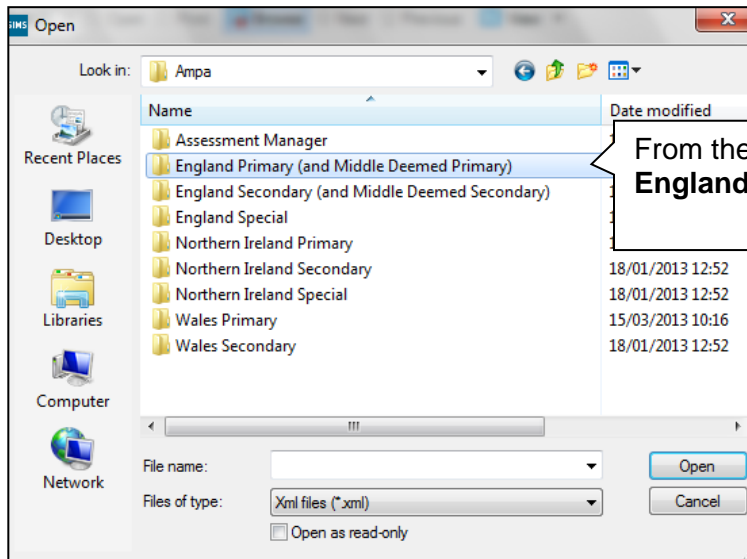 SIMS Open
Look in: Ampa
Name Date modified
Recent Places
Desktop
Libraries
Computer
Network
Assessment Manager
England Primary (and Middle Deemed Primary)
England Secondary (and Middle Deemed Secondary)
England Special
Northern Ireland Primary
Northern Ireland Secondary 18/01/2013 12:52
Northern Ireland Special 18/01/2013 12:52
Wales Primary 15/03/2013 10:16
Wales Secondary 18/01/2013 12:52
From the
England
File name: Open
Files of type: Xml files (*.xml) Cancel
Open as read-only